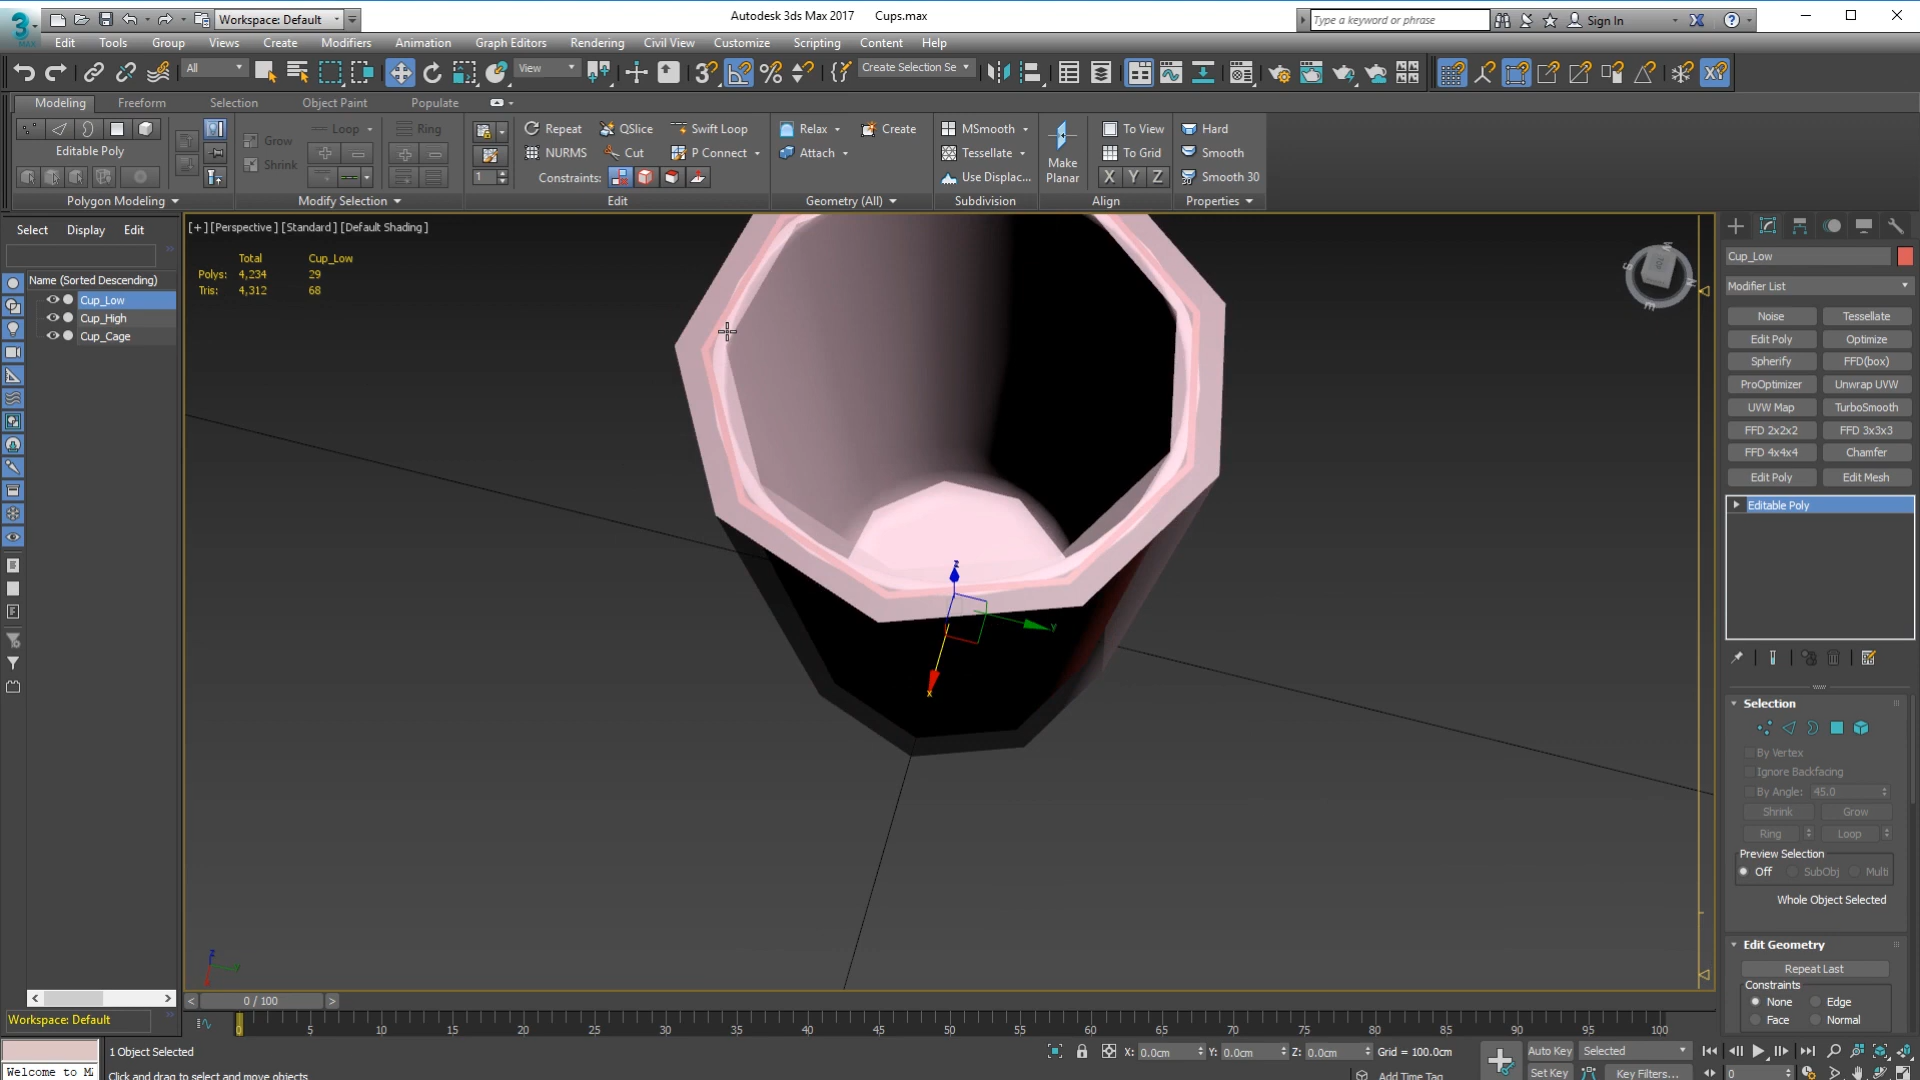 Workspace: Default
Autodesk 3ds Max 2017 Cups.max
Type a keyword or phrase
Sign In
3
MAX
Edit Tools Group Views Create Modifiers Animation Graph Editors Rendering Civil View Customize Scripting Content Help
All View Create Selection Se
Modeling Freeform Selection Object Paint Populate
Loop Ring Repeat QSlice Swift Loop Relax Create MSmooth To View Hard
Editable Poly Grow NURMS Cut P Connect Attach Tessellate To Grid Smooth
Shrink 1 Constraints: Use Displac... Make Planar X Y Z Smooth 30
Polygon Modeling Modify Selection Edit Geometry (All) Subdivision Align Properties
Select Display Edit
Name (Sorted Descending)
Cup_Low
Cup_High
Cup_Cage
[+] [Perspective] [Standard] [Default Shading]
Total Cup_Low
Polys: 4,234 29
Tris: 4,312 68
z
y
x
TOP
Cup_Low
Modifier List
Noise Tessellate
Edit Poly Optimize
Spherify FFD(box)
ProOptimizer Unwrap UVW
UVW Map TurboSmooth
FFD 2x2x2 FFD 3x3x3
FFD 4x4x4 Chamfer
Edit Poly Edit Mesh
Editable Poly
Selection
By Vertex
Ignore Backfacing
By Angle: 45.0
Shrink Grow
Ring Loop
Preview Selection
Off SubObj Multi
Whole Object Selected
Edit Geometry
Repeat Last
Constraints
None Edge
Face Normal
0 / 100
Workspace: Default
0 5 10 15 20 25 30 35 40 45 50 55 60 65 70 75 80 85 90 95 100
1 Object Selected
X: 0.0cm Y: 0.0cm Z: 0.0cm Grid = 100.0cm
Auto Key Selected
Welcome to M
Click and drag to select and move objects
Add Time Tag
Set Key Key Filters... 0